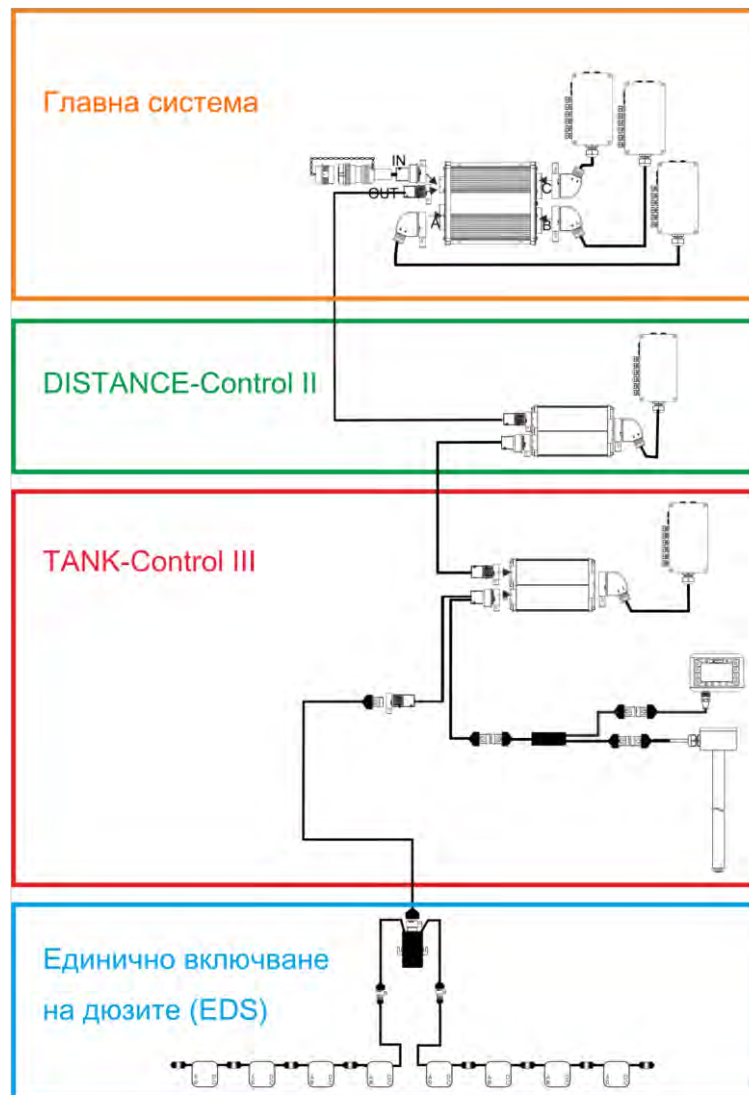 Главна система
IN
OUT
C
A
B
DISTANCE-Control II
TANK-Control III
Единично включване
на дюзите (EDS)